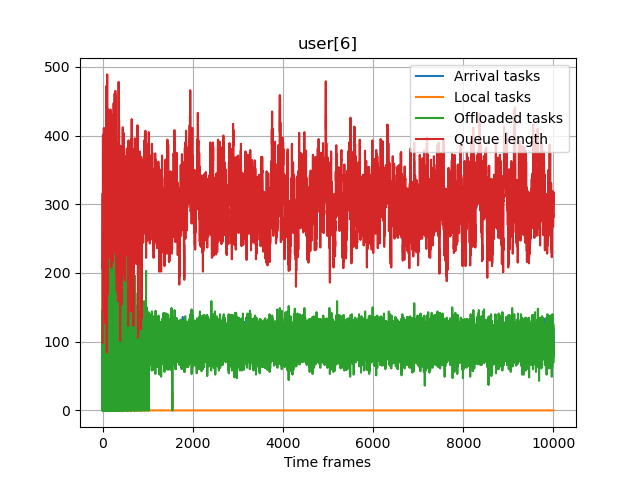 user[6]
500
400
300
200
100
0
Arrival tasks
Local tasks
Offloaded tasks
Queue length
0 2000 4000 6000 8000 10000
Time frames